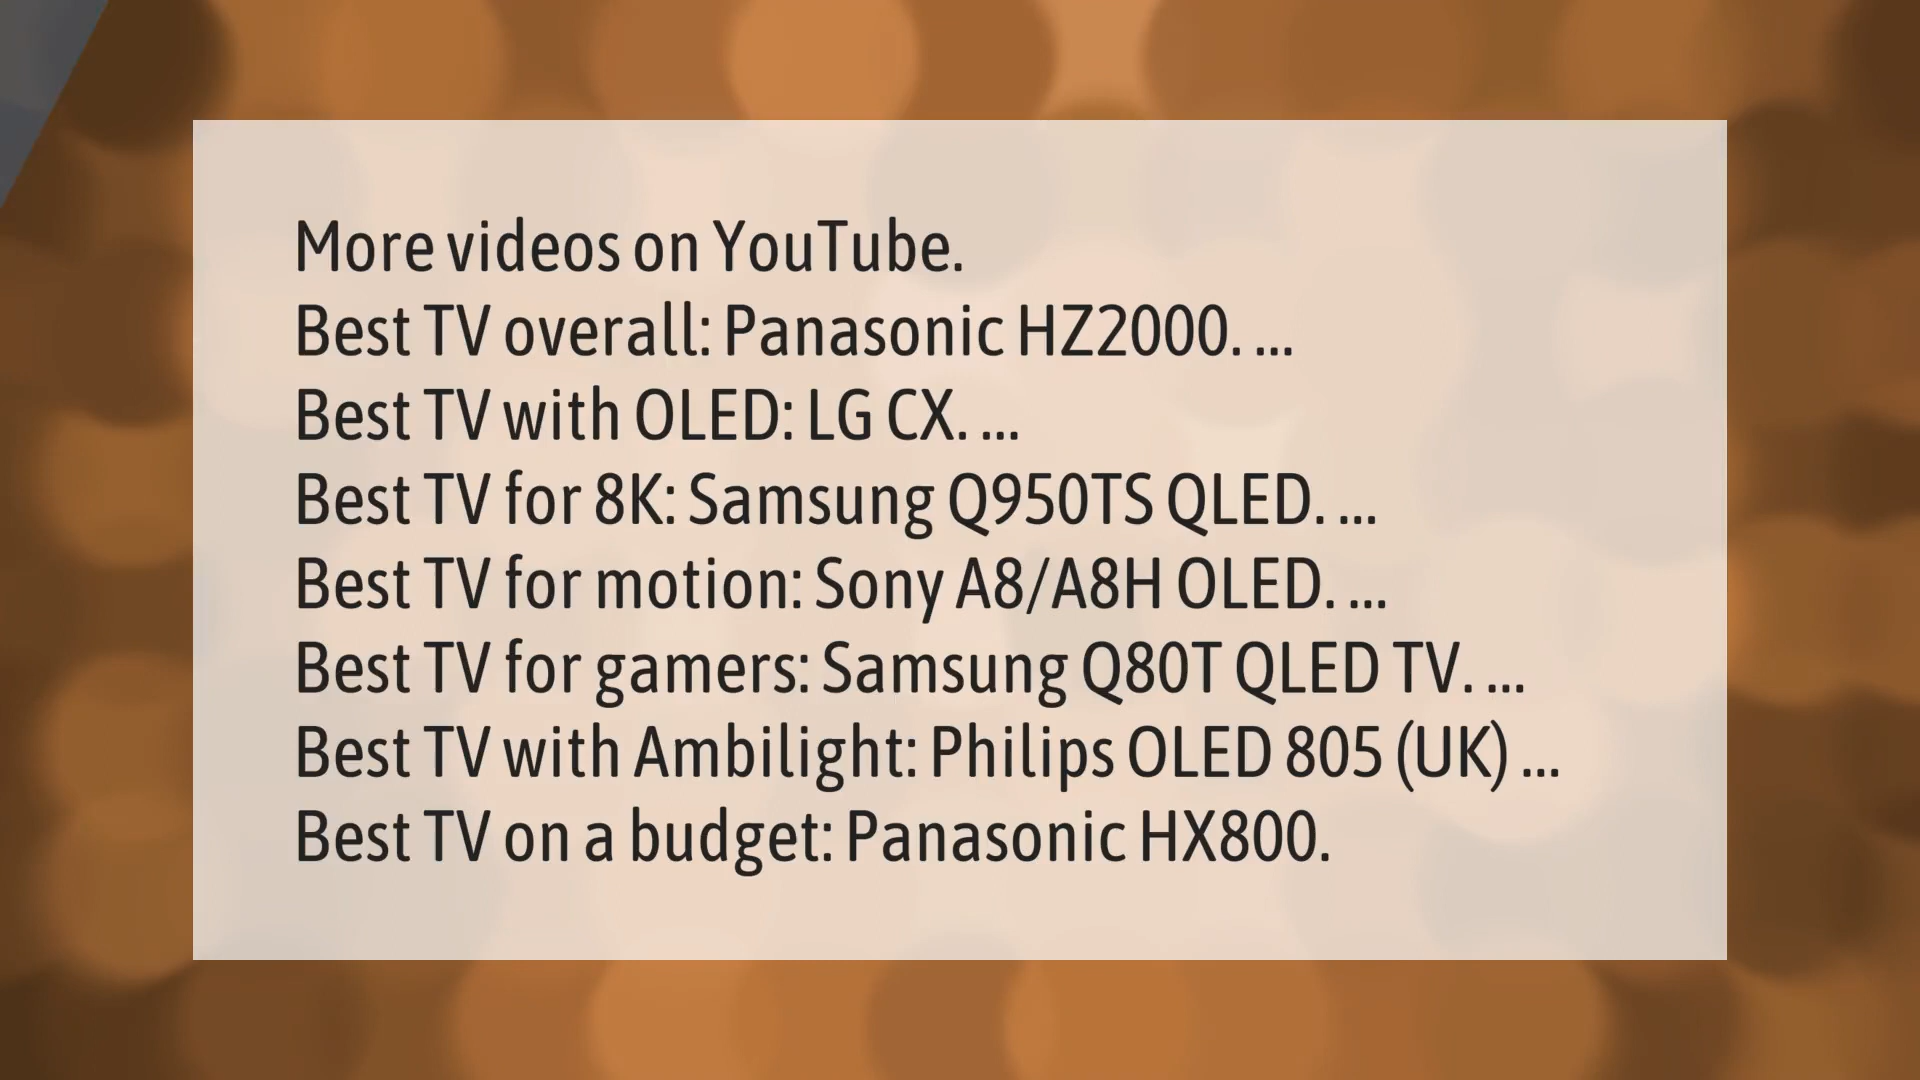 More videos on YouTube.
Best TV overall: Panasonic HZ2000. ...
Best TV with OLED: LG CX. ...
Best TV for 8K: Samsung Q950TS QLED. ...
Best TV for motion: Sony A8/A8H OLED. ...
Best TV for gamers: Samsung Q80T QLED TV. ...
Best TV with Ambilight: Philips OLED 805 (UK) ...
Best TV on a budget: Panasonic HX800.